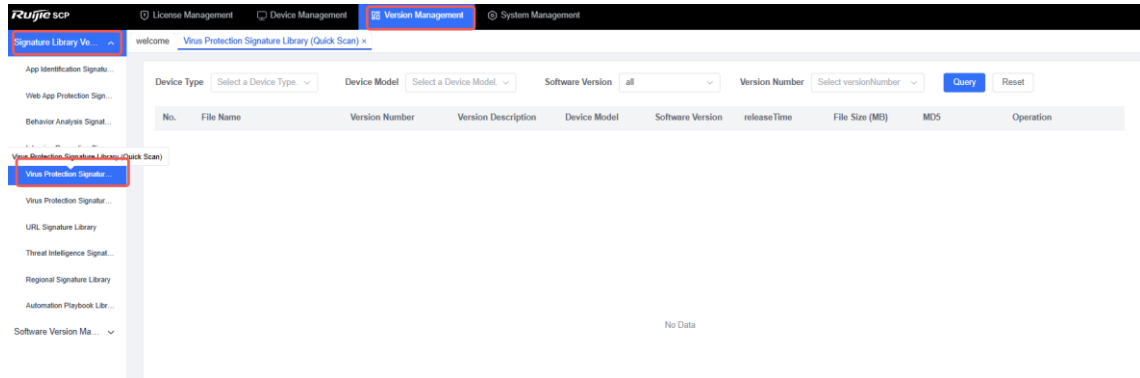 Ruijie SCP License Management Device Management Version Management System Management
Signature Library Ve... welcome Virus Protection Signature Library (Quick Scan) ×
App Identification Signatu...
Device Type Select a Device Type. Device Model Select a Device Model. Software Version all Version Number Select versionNumber Query Reset
Web App Protection Sign...
No. File Name Version Number Version Description Device Model Software Version releaseTime File Size (MB) MD5 Operation
Behavior Analysis Signat...
Virus Protection Signature Library (Quick Scan)
Virus Protection Signatur...
Virus Protection Signatur...
URL Signature Library
Threat Intelligence Signat...
Regional Signature Library
Automation Playbook Libr...
No Data
Software Version Ma...